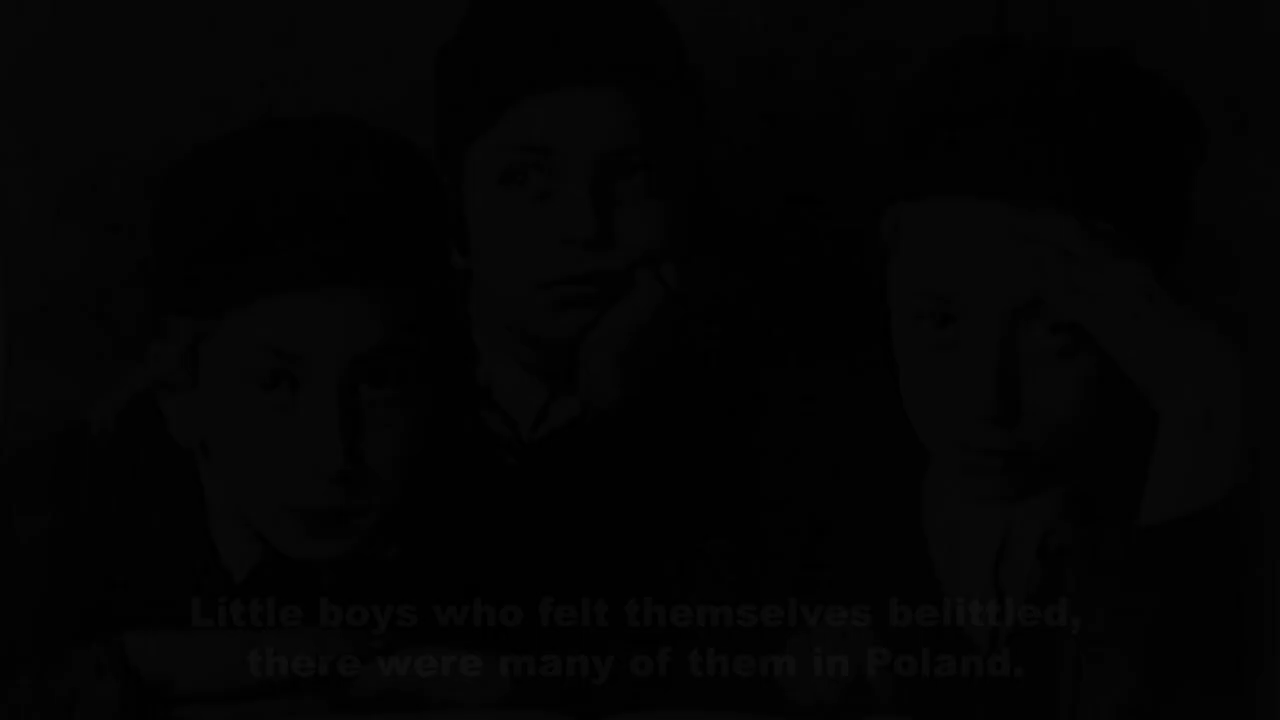 Little boys who felt themselves belittled,
there were many of them in Poland.